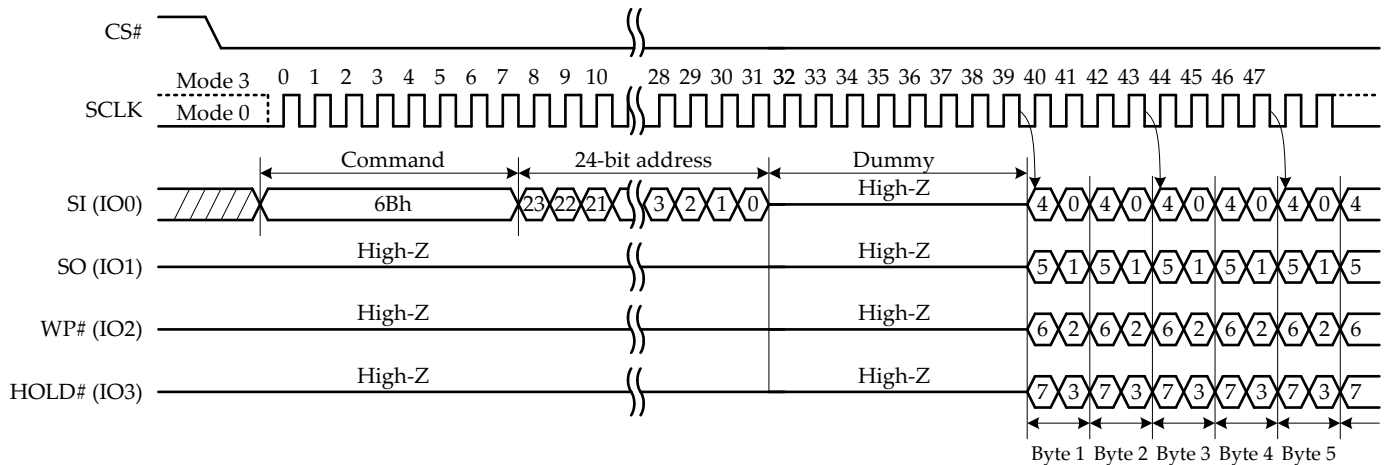 CS#
Mode 3 0 1 2 3 4 5 6 7 8 9 10 28 29 30 31 32 33 34 35 36 37 38 39 40 41 42 43 44 45 46 47
SCLK Mode 0
Command 24-bit address Dummy
SI (IO0) 6Bh 23 22 21 3 2 1 0 High-Z 4 0 4 0 4 0 4 0 4 0 4
SO (IO1) High-Z High-Z 5 1 5 1 5 1 5 1 5 1 5
WP# (IO2) High-Z High-Z 6 2 6 2 6 2 6 2 6 2 6
HOLD# (IO3) High-Z High-Z 7 3 7 3 7 3 7 3 7 3 7
Byte 1 Byte 2 Byte 3 Byte 4 Byte 5